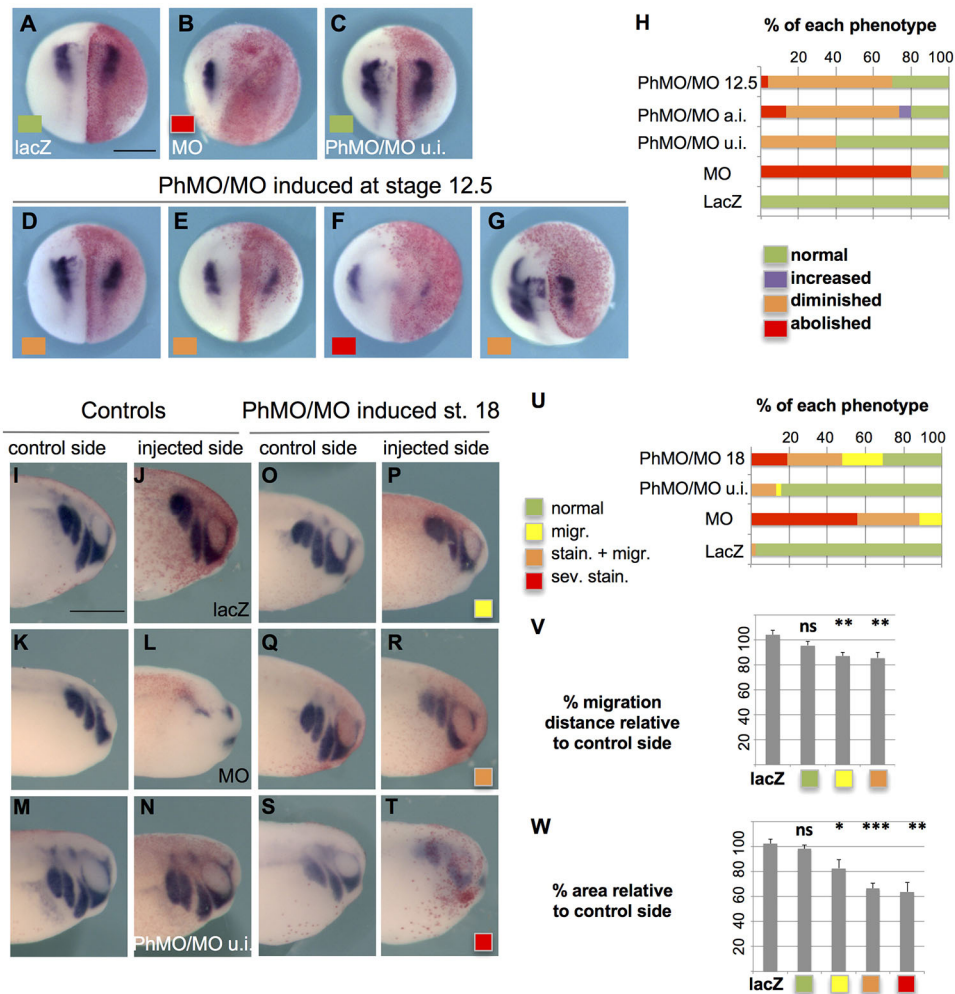 A
B
C
lacZ
MO
PhMO/MO u.i.
PhMO/MO induced at stage 12.5
D
E
F
G
H
% of each phenotype
20 40 60 80 100
PhMO/MO 12.5
PhMO/MO a.i.
PhMO/MO u.i.
MO
LacZ
normal
increased
diminished
abolished
Controls
PhMO/MO induced st. 18
control side
injected side
control side
injected side
I
J
O
P
lacZ
K
L
Q
R
MO
M
N
S
T
PhMO/MO u.i.
U
% of each phenotype
20 40 60 80 100
PhMO/MO 18
PhMO/MO u.i.
MO
LacZ
normal
migr.
stain. + migr.
sev. stain.
V
% migration
distance relative
to control side
20 40 60 80 100
ns ** **
lacZ
W
% area relative
to control side
20 40 60 80 100
ns * *** **
lacZ